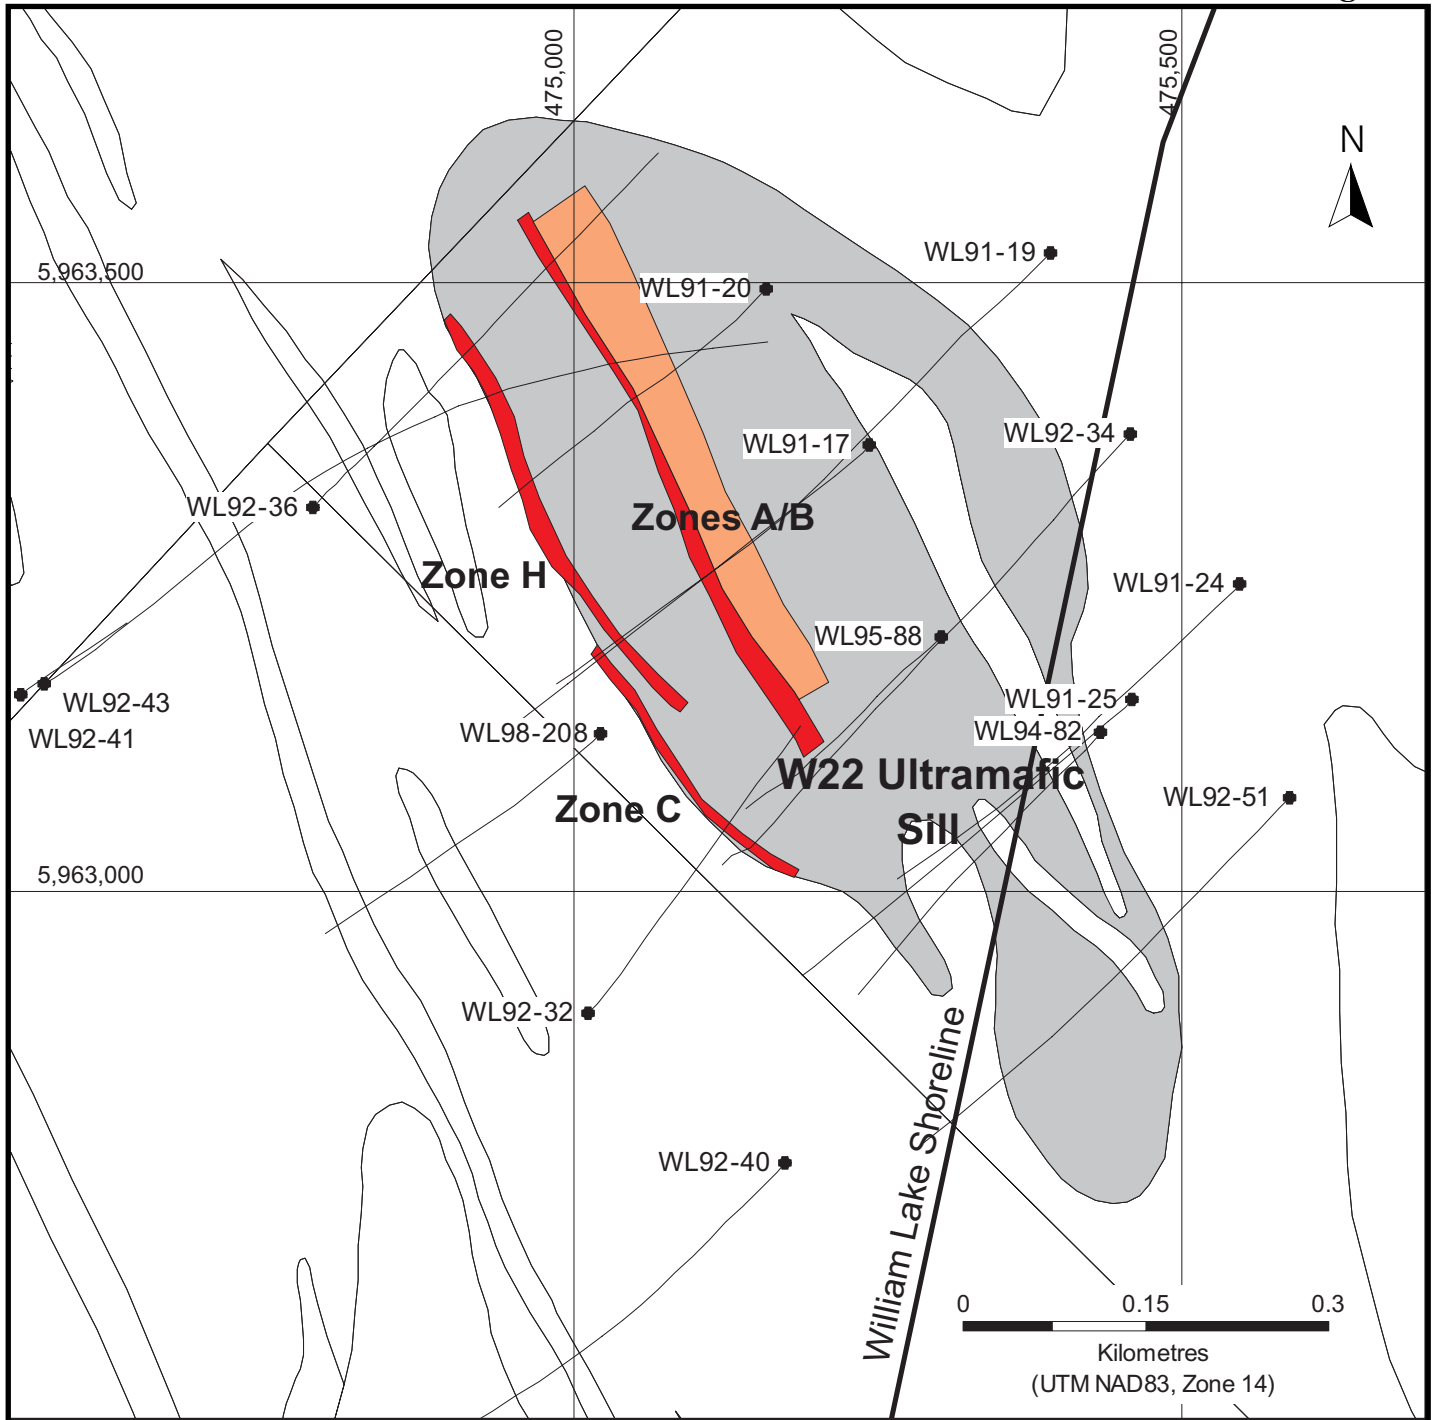 475,000
475,500
N
WL91-19
5,963,500
WL91-20
WL92-34
WL91-17
WL92-36
Zones A/B
Zone H
WL91-24
WL95-88
WL92-43
WL91-25
WL92-41
WL98-208
WL94-82
W22 Ultramafic
Sill
Zone C
WL92-51
5,963,000
WL92-32
William Lake Shoreline
WL92-40
0 0.15 0.3
Kilometres
(UTM NAD83, Zone 14)